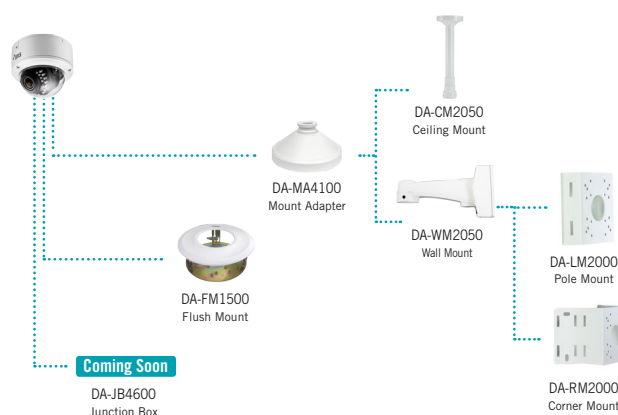 DA-CM2050
Ceiling Mount
DA-MA4100
Mount Adapter
DA-WM2050
Wall Mount
DA-LM2000
Pole Mount
DA-FM1500
Flush Mount
Coming Soon
DA-JB4600
Junction Box
DA-RM2000
Corner Mount